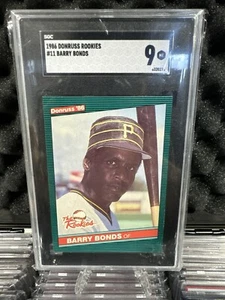 SGC
1986 DONRUSS ROOKIES
#11 BARRY BONDS
9
Donruss '86
P
The Rookies
BARRY BONDS OF